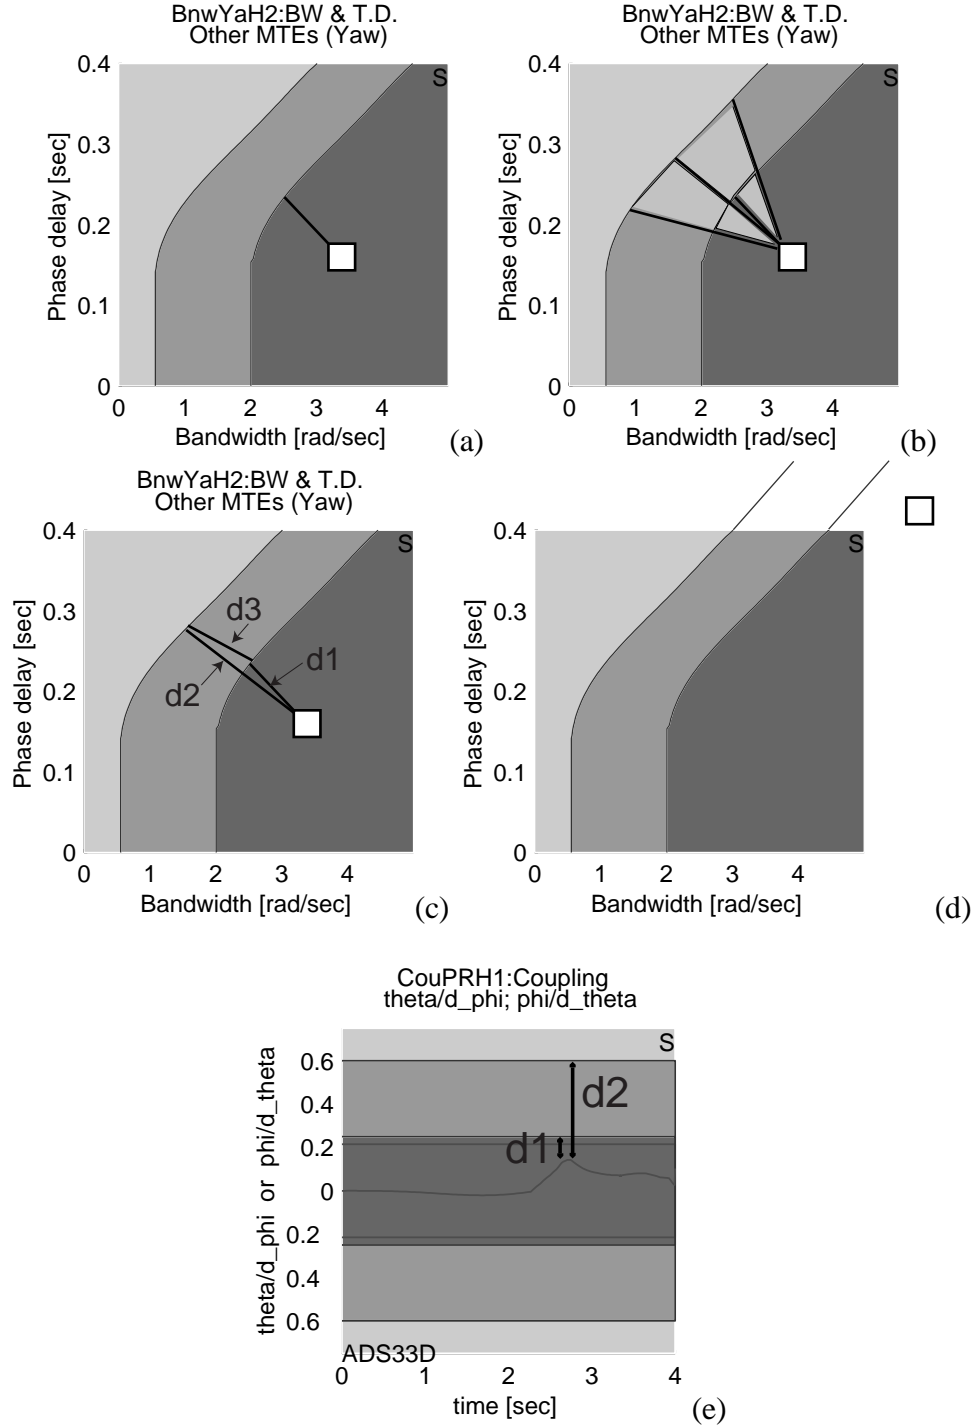 BnwYaH2:BW & T.D.
Other MTEs (Yaw)
S
Phase delay [sec]
0.4
0.3
0.2
0.1
0
0 1 2 3 4
Bandwidth [rad/sec]
(a)
BnwYaH2:BW & T.D.
Other MTEs (Yaw)
S
Phase delay [sec]
0.4
0.3
0.2
0.1
0
0 1 2 3 4
Bandwidth [rad/sec]
(b)
BnwYaH2:BW & T.D.
Other MTEs (Yaw)
S
Phase delay [sec]
0.4
0.3
0.2
0.1
0
d3
d1
d2
0 1 2 3 4
Bandwidth [rad/sec]
(c)
S
Phase delay [sec]
0.4
0.3
0.2
0.1
0
0 1 2 3 4
Bandwidth [rad/sec]
(d)
CouPRH1:Coupling
theta/d_phi; phi/d_theta
S
theta/d_phi or phi/d_theta
0.6
0.4
0.2
0
0.2
0.4
0.6
d2
d1
ADS33D
0 1 2 3 4
time [sec]
(e)